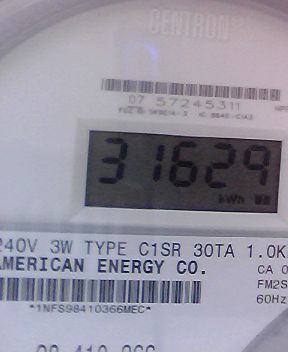 CENTRON
07 57245311
31629
kWh
240V 3W TYPE C1SR 30TA 1.0K
AMERICAN ENERGY CO.
CA 0
FM2S
60Hz
*1NFS98410366MEC*